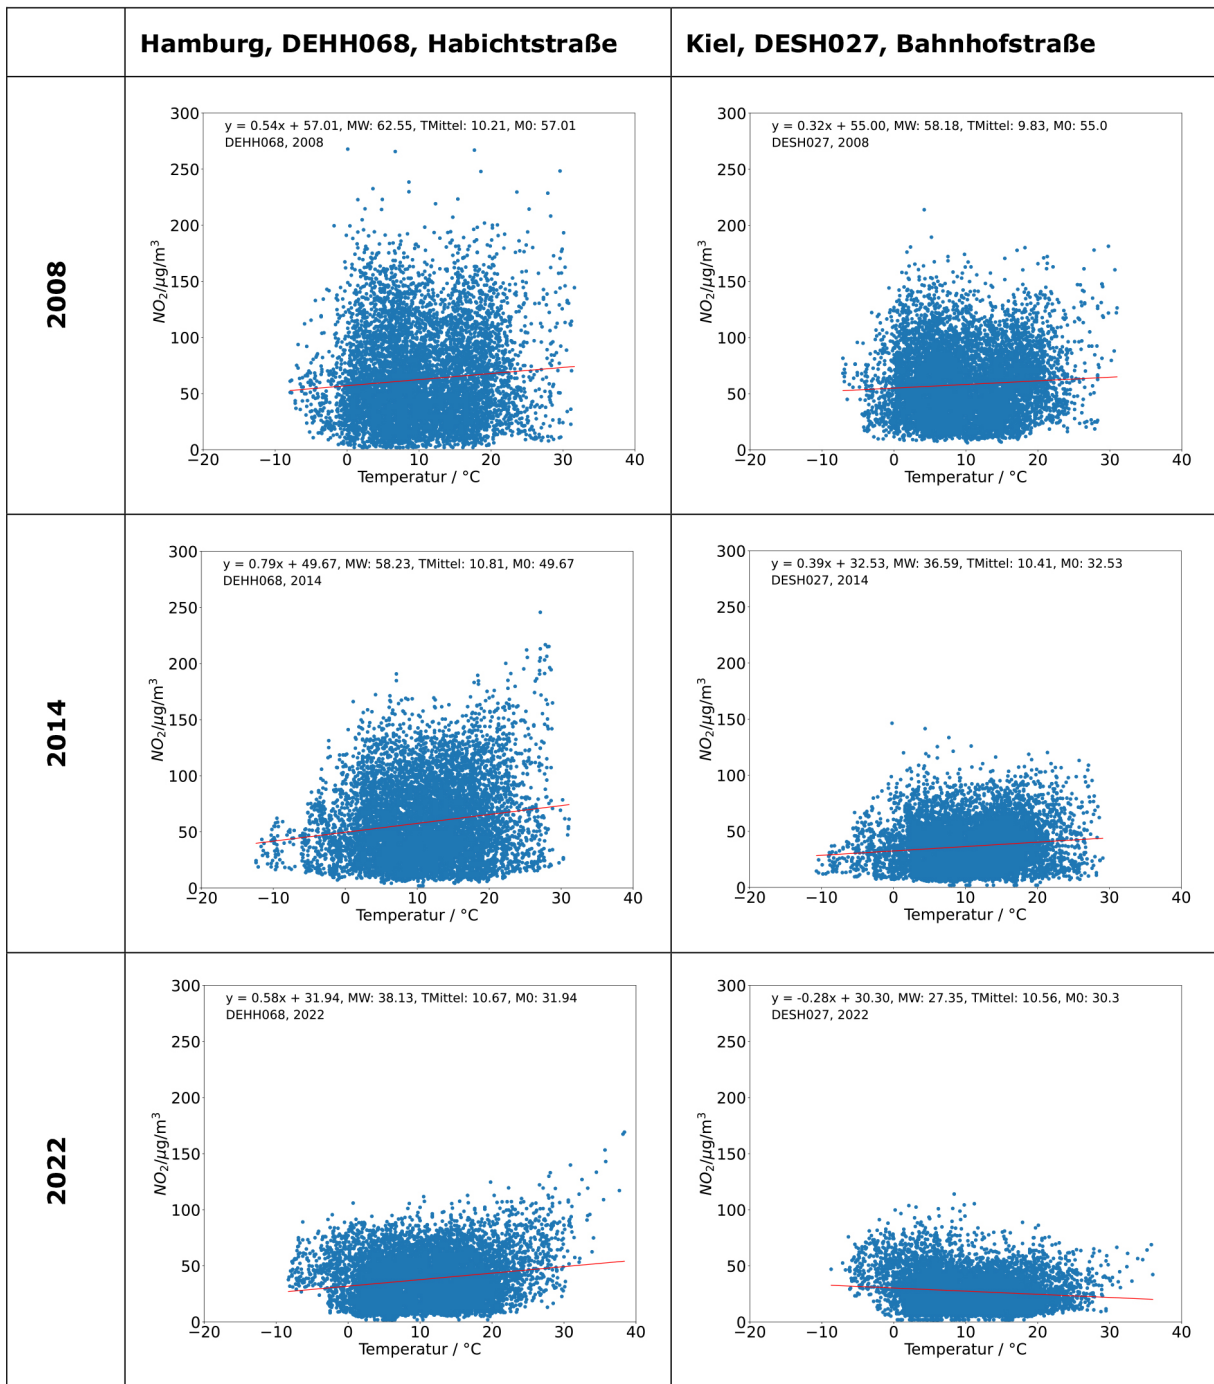 Hamburg, DEHH068, Habichtstraße
Kiel, DESH027, Bahnhofstraße
2008
y = 0.54x + 57.01, MW: 62.55, TMittel: 10.21, M0: 57.01
DEHH068, 2008
300
250
200
150
100
50
0
NO₂/µg/m³
−20 −10 0 10 20 30 40
Temperatur / °C
y = 0.32x + 55.00, MW: 58.18, TMittel: 9.83, M0: 55.0
DESH027, 2008
300
250
200
150
100
50
0
NO₂/µg/m³
−20 −10 0 10 20 30 40
Temperatur / °C
2014
y = 0.79x + 49.67, MW: 58.23, TMittel: 10.81, M0: 49.67
DEHH068, 2014
300
250
200
150
100
50
0
NO₂/µg/m³
−20 −10 0 10 20 30 40
Temperatur / °C
y = 0.39x + 32.53, MW: 36.59, TMittel: 10.41, M0: 32.53
DESH027, 2014
300
250
200
150
100
50
0
NO₂/µg/m³
−20 −10 0 10 20 30 40
Temperatur / °C
2022
y = 0.58x + 31.94, MW: 38.13, TMittel: 10.67, M0: 31.94
DEHH068, 2022
300
250
200
150
100
50
0
NO₂/µg/m³
−20 −10 0 10 20 30 40
Temperatur / °C
y = -0.28x + 30.30, MW: 27.35, TMittel: 10.56, M0: 30.3
DESH027, 2022
300
250
200
150
100
50
0
NO₂/µg/m³
−20 −10 0 10 20 30 40
Temperatur / °C